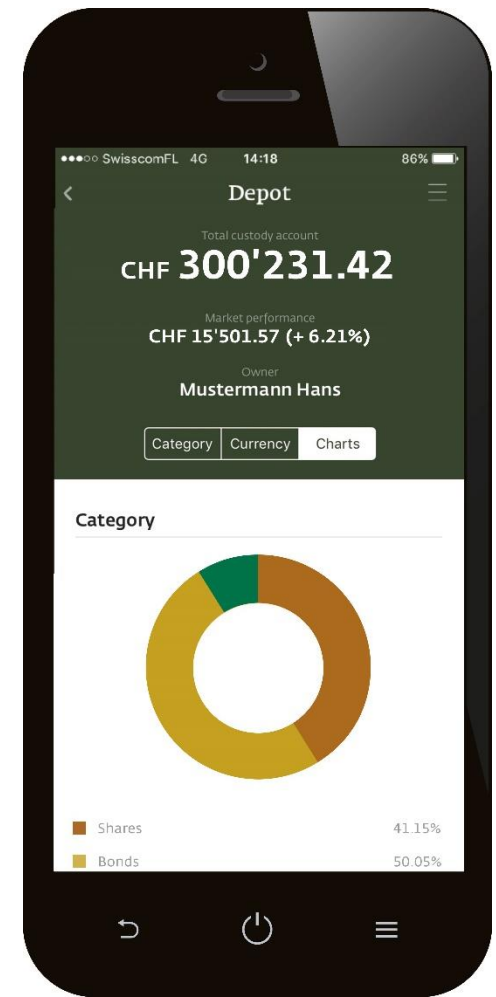 SwisscomFL 4G 14:18 86%
Depot
Total custody account
CHF 300'231.42
Market performance
CHF 15'501.57 (+ 6.21%)
Owner
Mustermann Hans
Category Currency Charts
Category
Shares 41.15%
Bonds 50.05%